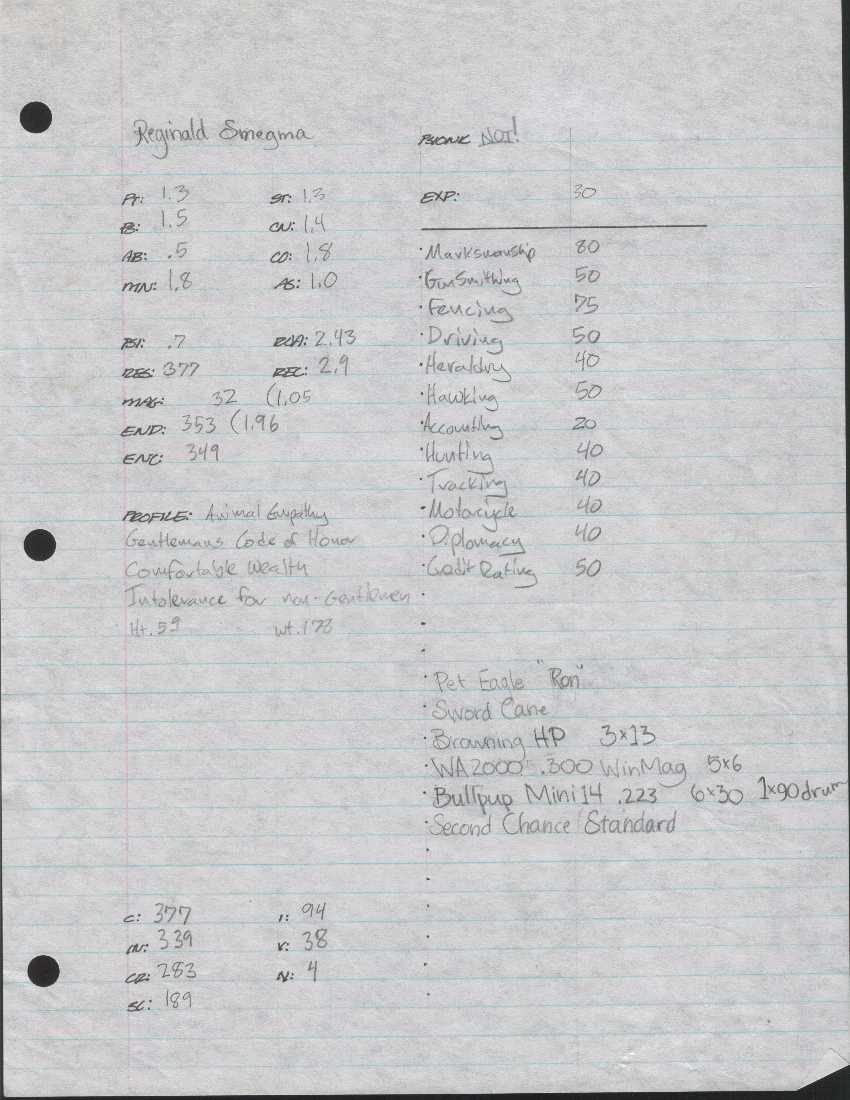 Reginald Smegma
PT: 1.3 ST: 1.3
PB: 1.5 CN: 1.4
AB: .5 CO: 1.8
MN: 1.8 AS: 1.0
PSI: .7 ROA: 2.43
RES: 377 REC: 2.9
MAG: 32 (1.05
END: 353 (1.96
ENC: 349
PROFILE: Animal Empathy
Gentlemans Code of Honor
Comfortable Wealth
Intolerance for non-Gentlemen
Ht. 59 wt. 178
C: 377 I: 94
IN: 339 V: 38
CR: 283 N: 4
SC: 189
PSIONIC NOT!
EXP: 30
· Marksmanship 80
· GunSmithing 50
· Fencing 75
· Driving 50
· Heraldry 40
· Hawking 50
· Accounting 20
· Hunting 40
· Tracking 40
· Motorcycle 40
· Diplomacy 40
· Credit Rating 50
· Pet Eagle "Ron"
· Sword Cane
· Browning HP 3x13
· WA2000 .300 WinMag 5x6
· Bullpup Mini14 .223 6x30 1x90drum
· Second Chance Standard